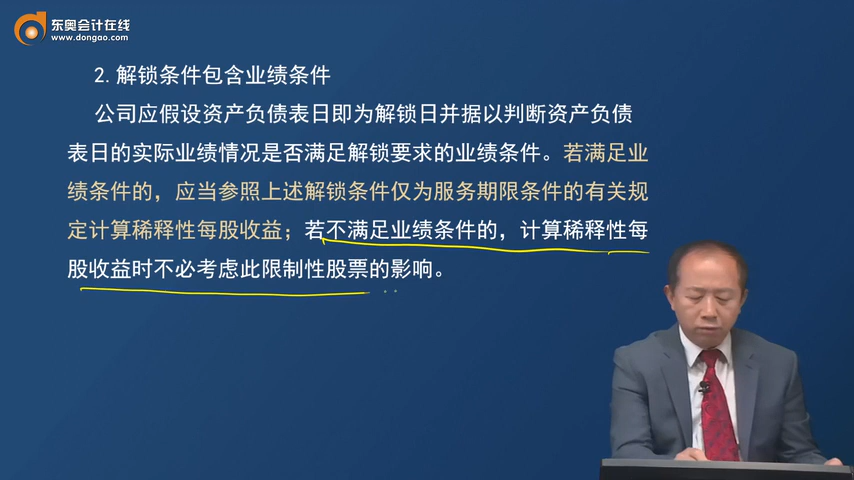 东奥会计在线
www.dongao.com
2.解锁条件包含业绩条件
公司应假设资产负债表日即为解锁日并据以判断资产负债
表日的实际业绩情况是否满足解锁要求的业绩条件。若满足业
绩条件的，应当参照上述解锁条件仅为服务期限条件的有关规
定计算稀释性每股收益；若不满足业绩条件的，计算稀释性每
股收益时不必考虑此限制性股票的影响。